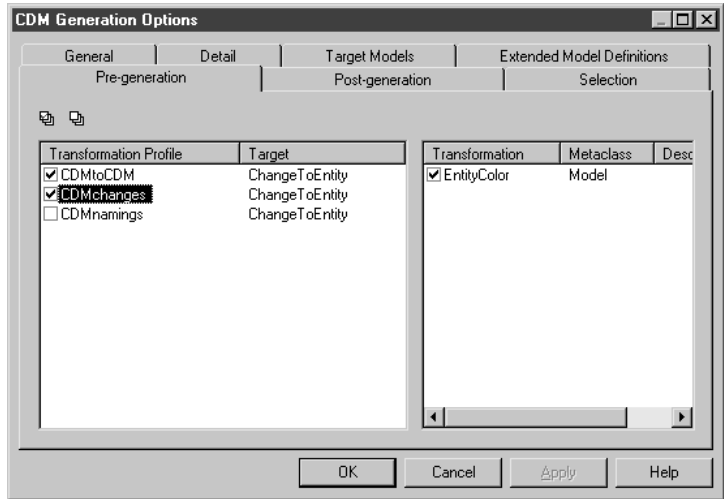 CDM Generation Options
General Detail Target Models Extended Model Definitions
Pre-generation Post-generation Selection
Transformation Profile Target Transformation Metaclass Desc
CDMtoCDM ChangeToEntity EntityColor Model
CDMchanges ChangeToEntity
CDMnamings ChangeToEntity
OK Cancel Apply Help